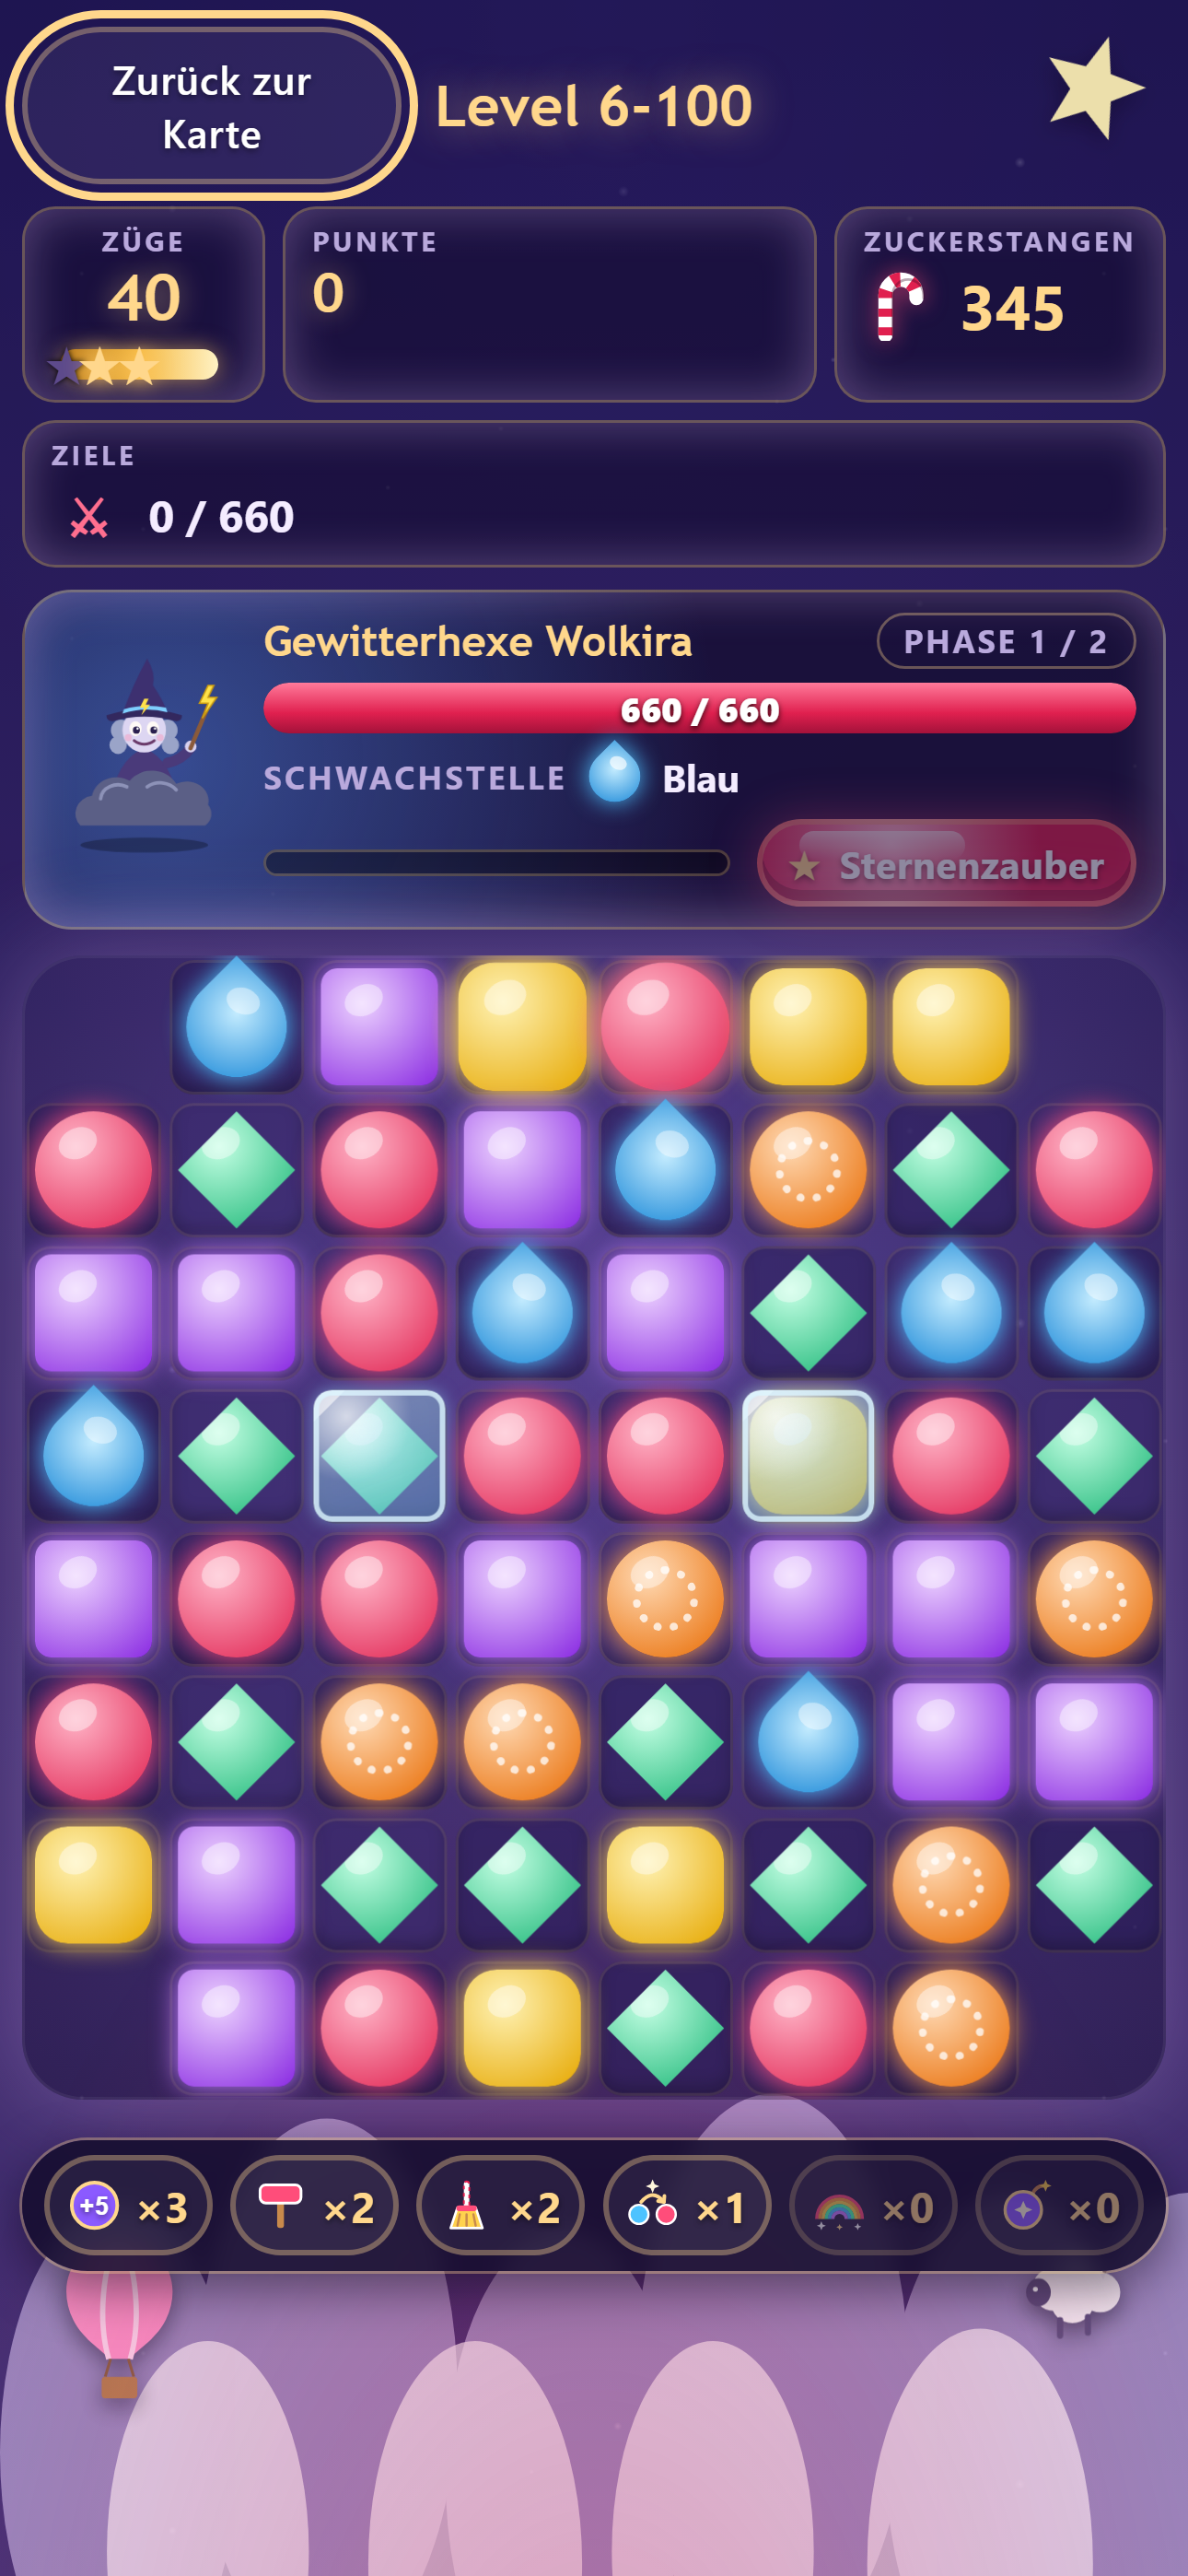 Zurück zur
Karte
Level 6-100
ZÜGE
40
PUNKTE
0
ZUCKERSTANGEN
345
ZIELE
0 / 660
Gewitterhexe Wolkira
PHASE 1 / 2
660 / 660
SCHWACHSTELLE
Blau
Sternenzauber
+5 ×3
×2
×2
×1
×0
×0